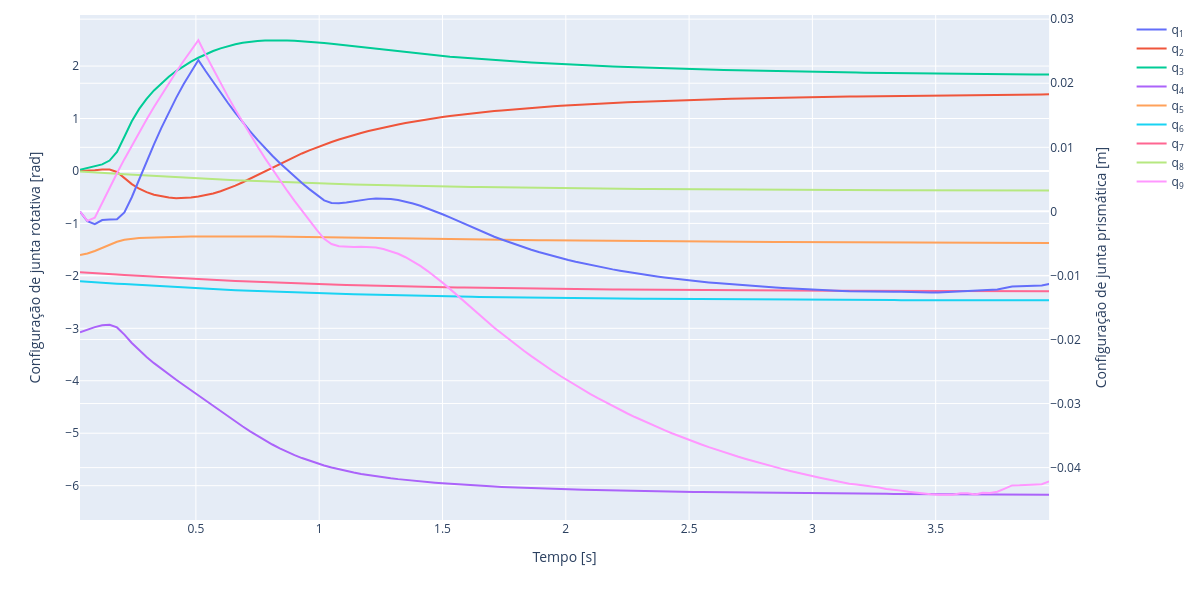 Configuração de junta rotativa [rad]
2
1
0
−1
−2
−3
−4
−5
−6
0.5
1
1.5
2
2.5
3
3.5
Tempo [s]
0.03
0.02
0.01
0
−0.01
−0.02
−0.03
−0.04
Configuração de junta prismática [m]
q₁
q₂
q₃
q₄
q₅
q₆
q₇
q₈
q₉